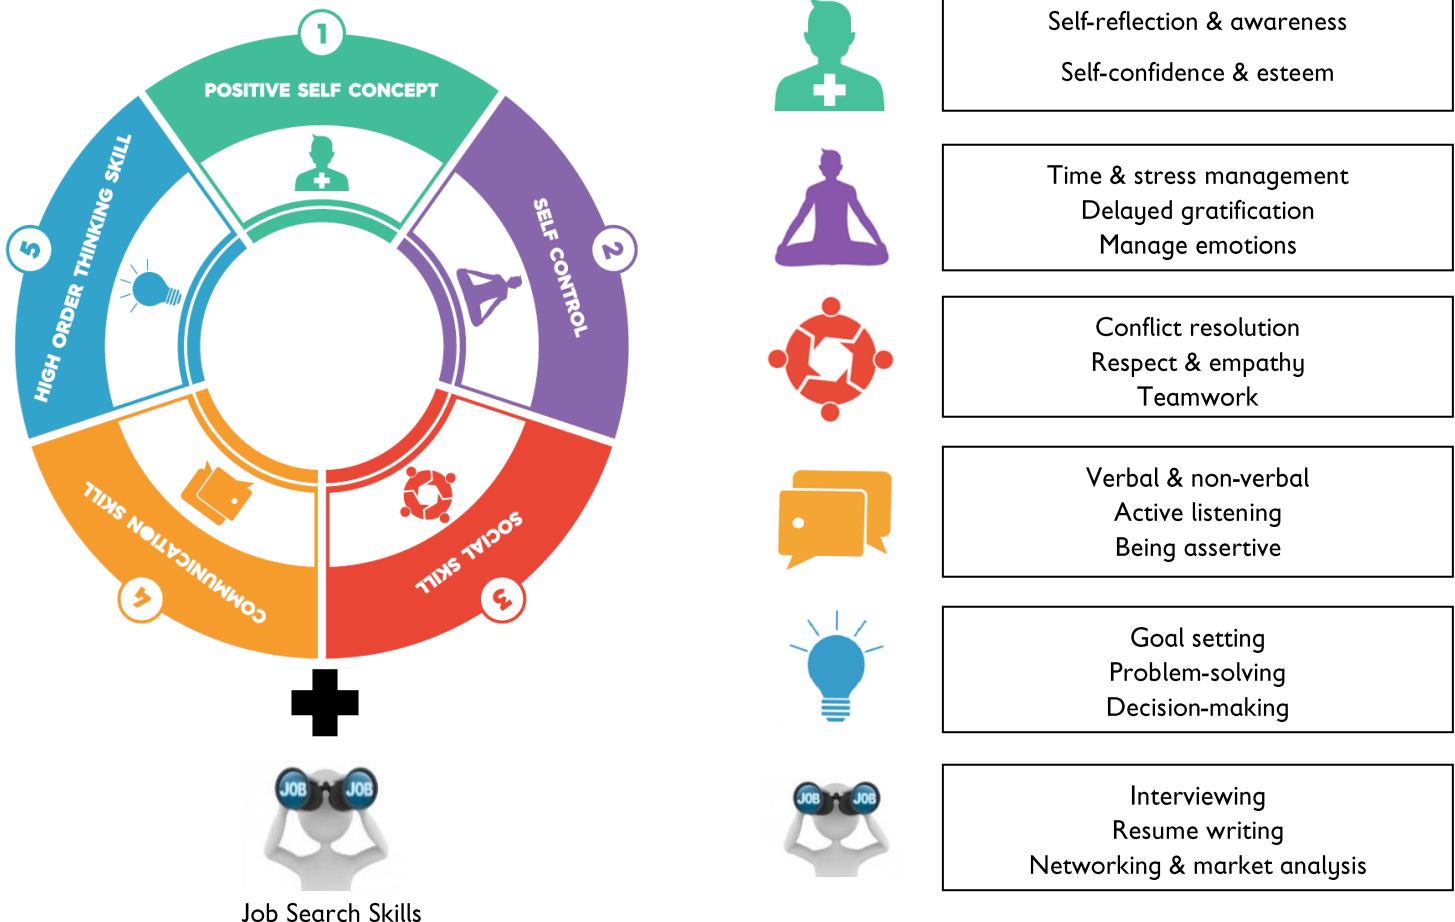 1
POSITIVE SELF CONCEPT
2
SELF CONTROL
3
SOCIAL SKILL
4
COMMUNICATION SKILL
5
HIGH ORDER THINKING SKILL
JOB JOB
Job Search Skills
Self-reflection & awareness
Self-confidence & esteem
Time & stress management
Delayed gratification
Manage emotions
Conflict resolution
Respect & empathy
Teamwork
Verbal & non-verbal
Active listening
Being assertive
Goal setting
Problem-solving
Decision-making
JOB JOB
Interviewing
Resume writing
Networking & market analysis